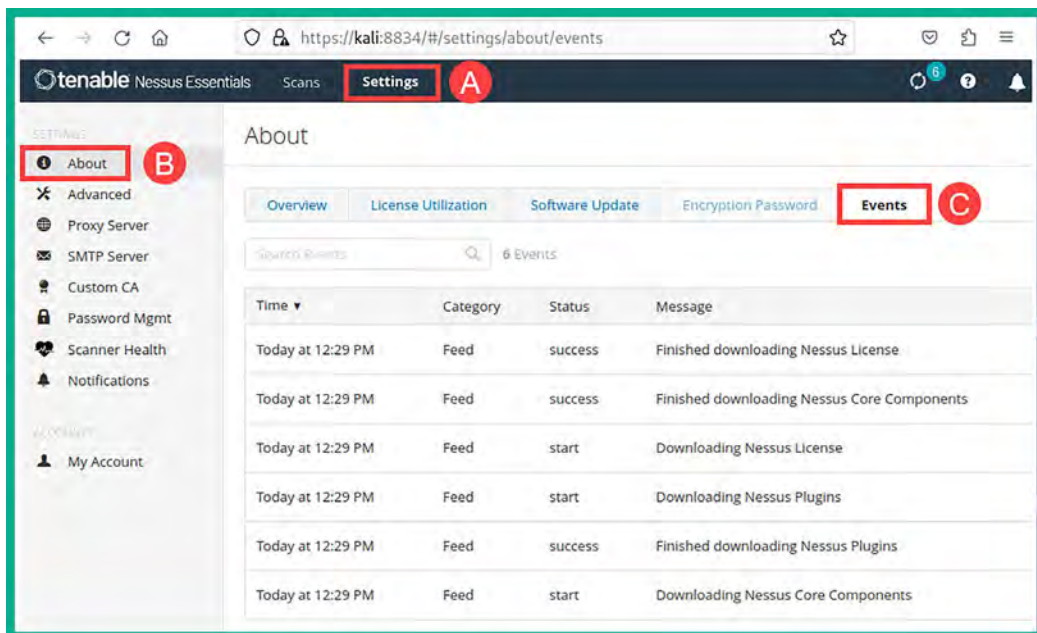 https://kali:8834/#/settings/about/events
tenable Nessus Essentials Scans Settings A 6
SETTINGS
About B
Advanced
Proxy Server
SMTP Server
Custom CA
Password Mgmt
Scanner Health
Notifications
ACCOUNT
My Account
About
Overview License Utilization Software Update Encryption Password Events C
Search Events 6 Events
Time Category Status Message
Today at 12:29 PM Feed success Finished downloading Nessus License
Today at 12:29 PM Feed success Finished downloading Nessus Core Components
Today at 12:29 PM Feed start Downloading Nessus License
Today at 12:29 PM Feed start Downloading Nessus Plugins
Today at 12:29 PM Feed success Finished downloading Nessus Plugins
Today at 12:29 PM Feed start Downloading Nessus Core Components